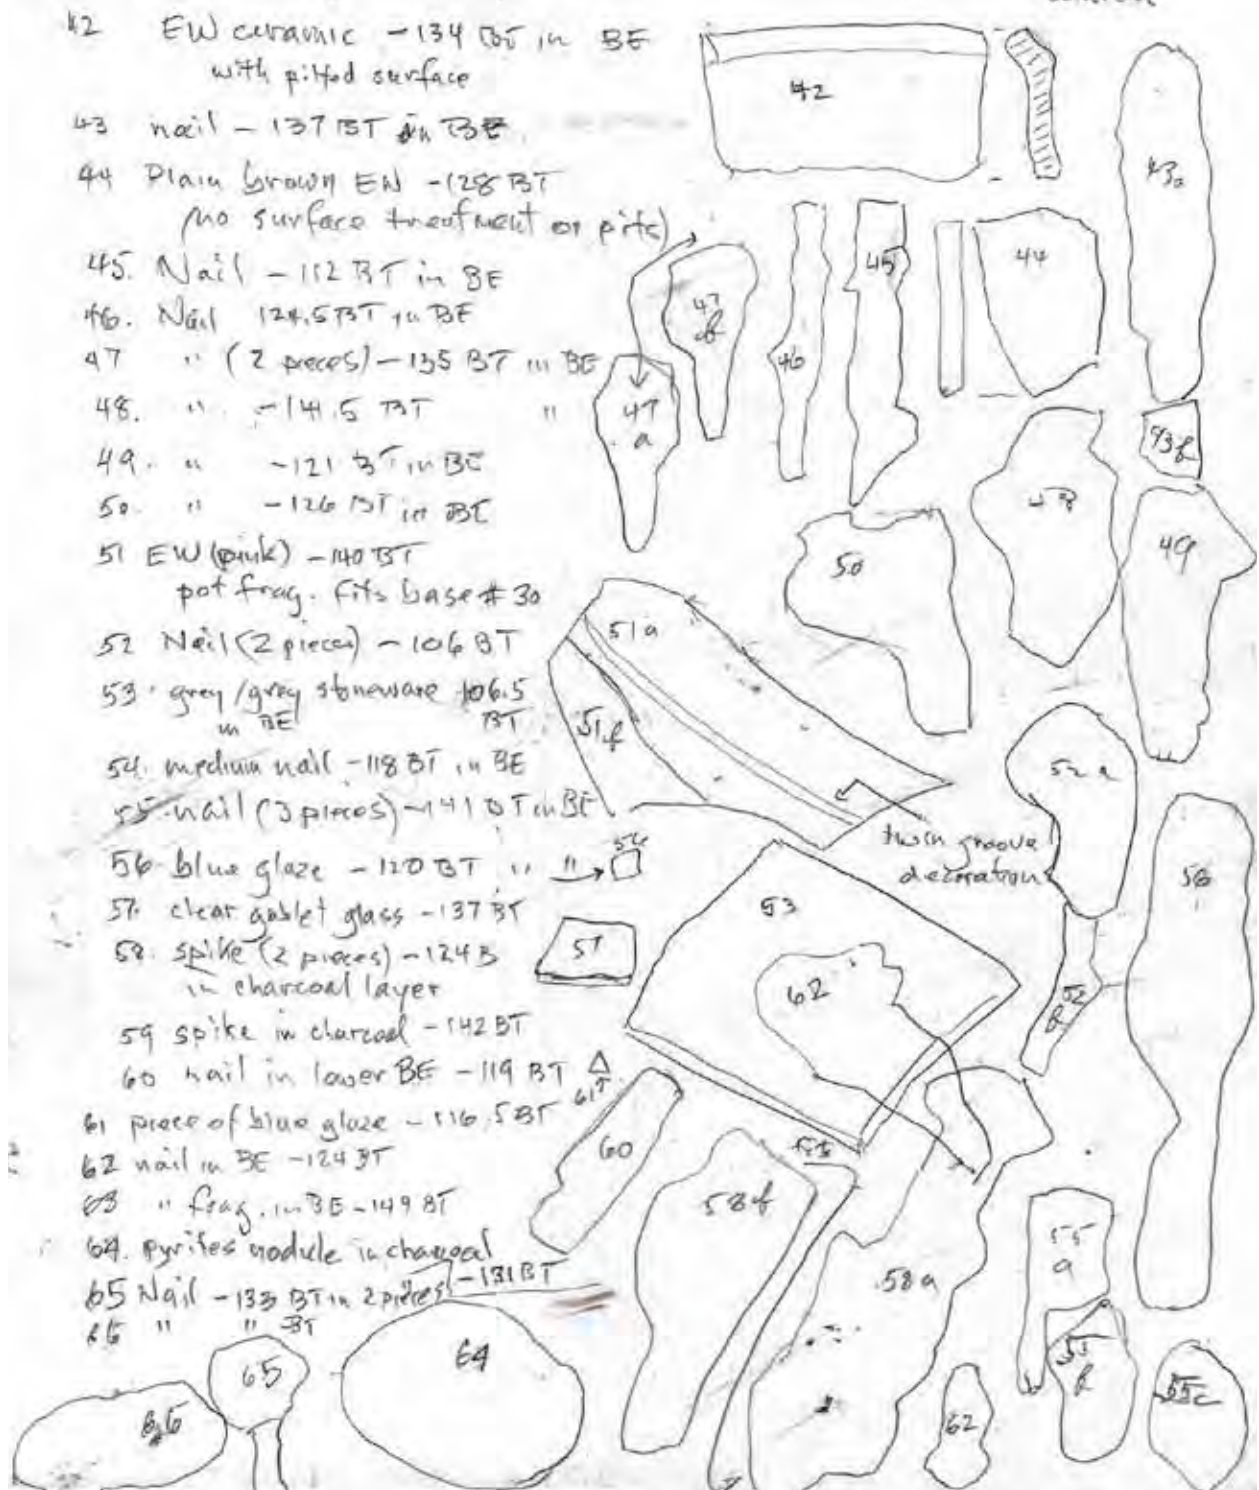 42 EW ceramic -134 BT in BE
with pitted surface
43 nail - 137 BT in BE
44 Plain brown EW -128 BT
(no surface treatment or pits)
45. Nail - 112 BT in BE
46. Nail 124.5 BT in BE
47 " (2 pieces) - 135 BT in BE
48. " -141.5 BT "
49. " -121 BT in BE
50. " -126 BT in BE
51 EW (pink) -140 BT
pot frag. fits base #30
52 Nail (2 pieces) - 106 BT
53. grey/grey stoneware 106.5
in BE BT
54. medium nail -118 BT in BE
55. nail (3 pieces) -141 BT in BE
56. blue glaze - 120 BT " "
57. clear goblet glass -137 BT
58. spike (2 pieces) -124 B
in charcoal layer
59 spike in charcoal -142 BT
60 nail in lower BE -119 BT
61 piece of blue glaze -116.5 BT
62 nail in BE -124 BT
63 " frag. in BE -149 BT
64. pyrites nodule in charcoal
-131 BT
65 Nail -133 BT in 2 pieces
66 " " BT
42
43a
44
45
46
47
b
47
a
43b
48
49
50
51a
51b
52a
twin groove
decoration
56
53
56
57
62
52
b
61
60
fits
58b
58a
55
a
55
b
55c
62
64
65
66